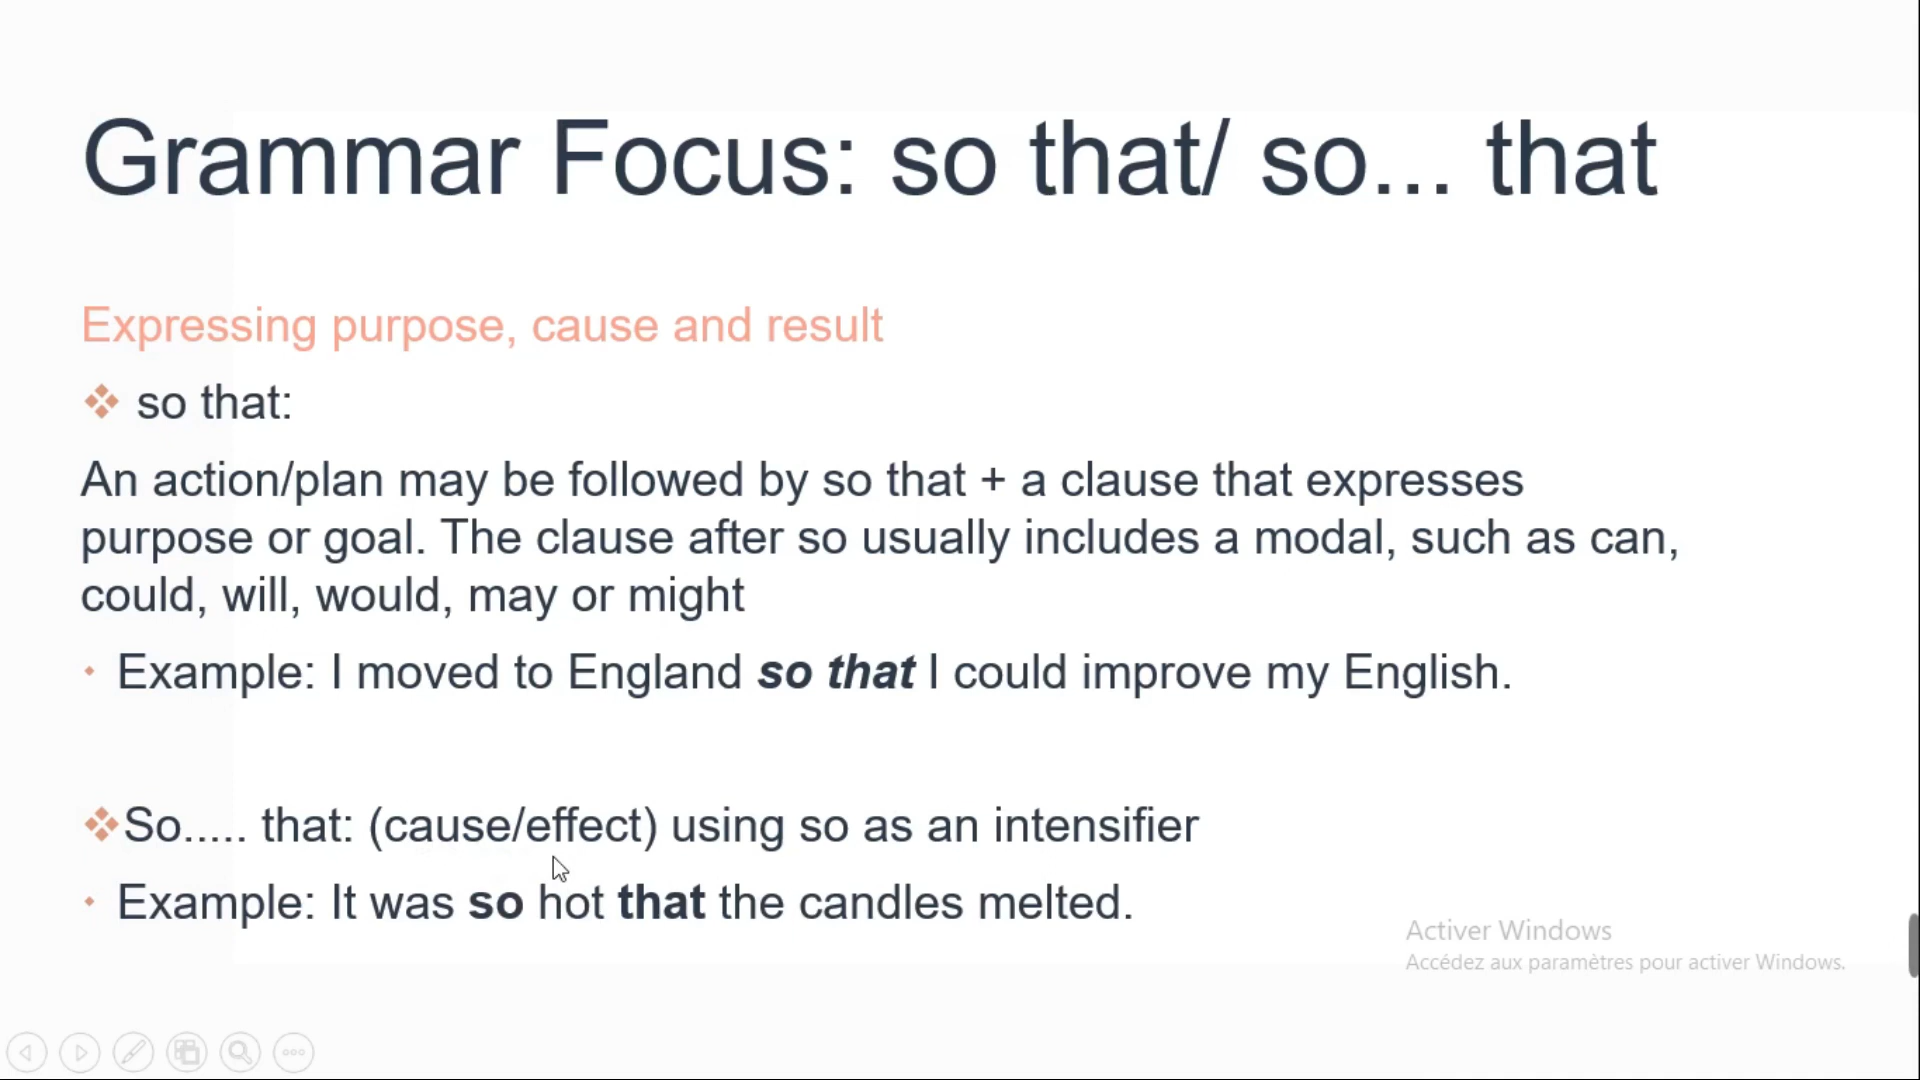 Grammar Focus: so that/ so... that
Expressing purpose, cause and result
so that:
An action/plan may be followed by so that + a clause that expresses
purpose or goal. The clause after so usually includes a modal, such as can,
could, will, would, may or might
Example: I moved to England so that I could improve my English.
So..... that: (cause/effect) using so as an intensifier
Example: It was so hot that the candles melted.
Activer Windows
Accédez aux paramètres pour activer Windows.